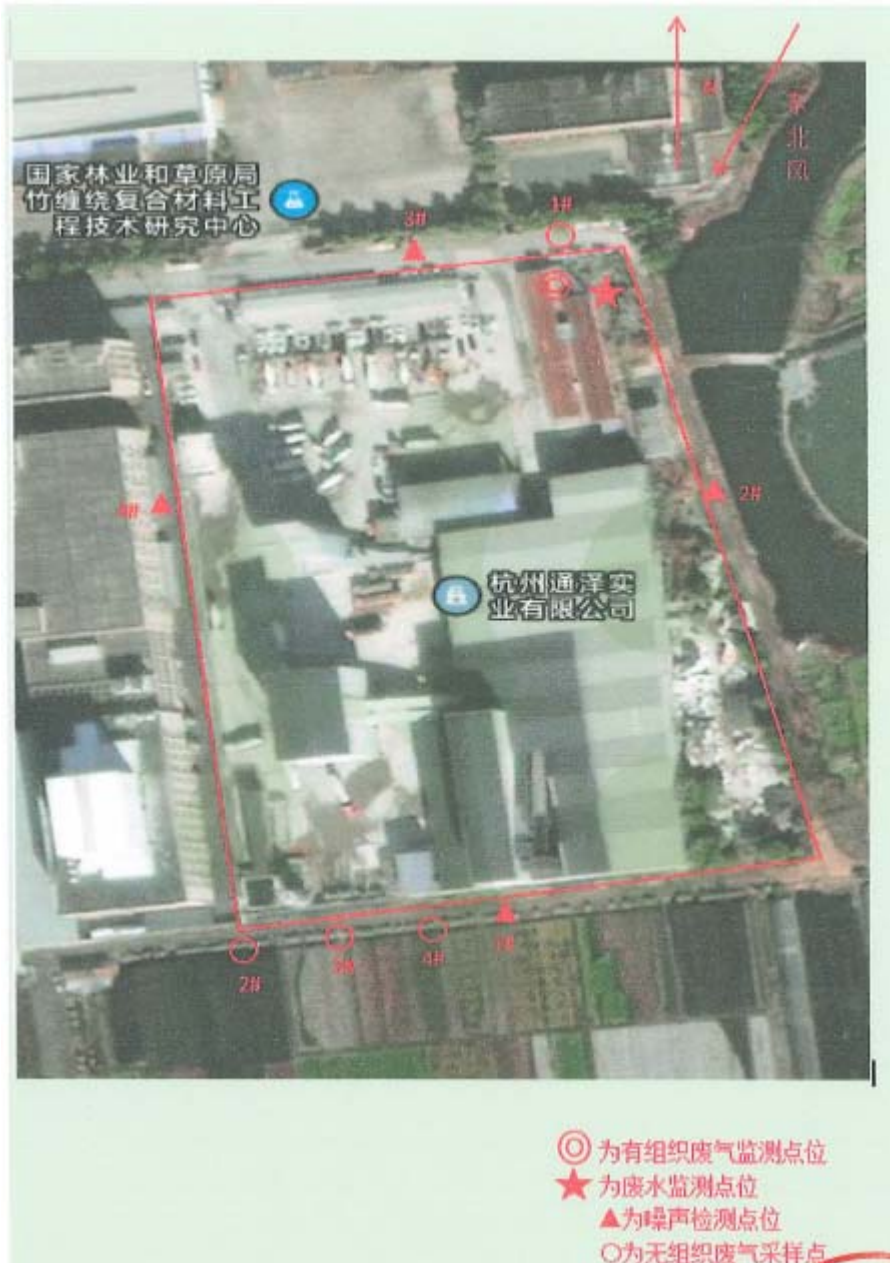 东北风
国家林业和草原局
竹缠绕复合材料工
程技术研究中心
3#
1#
4#
2#
杭州通泽实
业有限公司
2#
3#
4#
1#
◎为有组织废气监测点位
★为废水监测点位
▲为噪声检测点位
○为无组织废气采样点